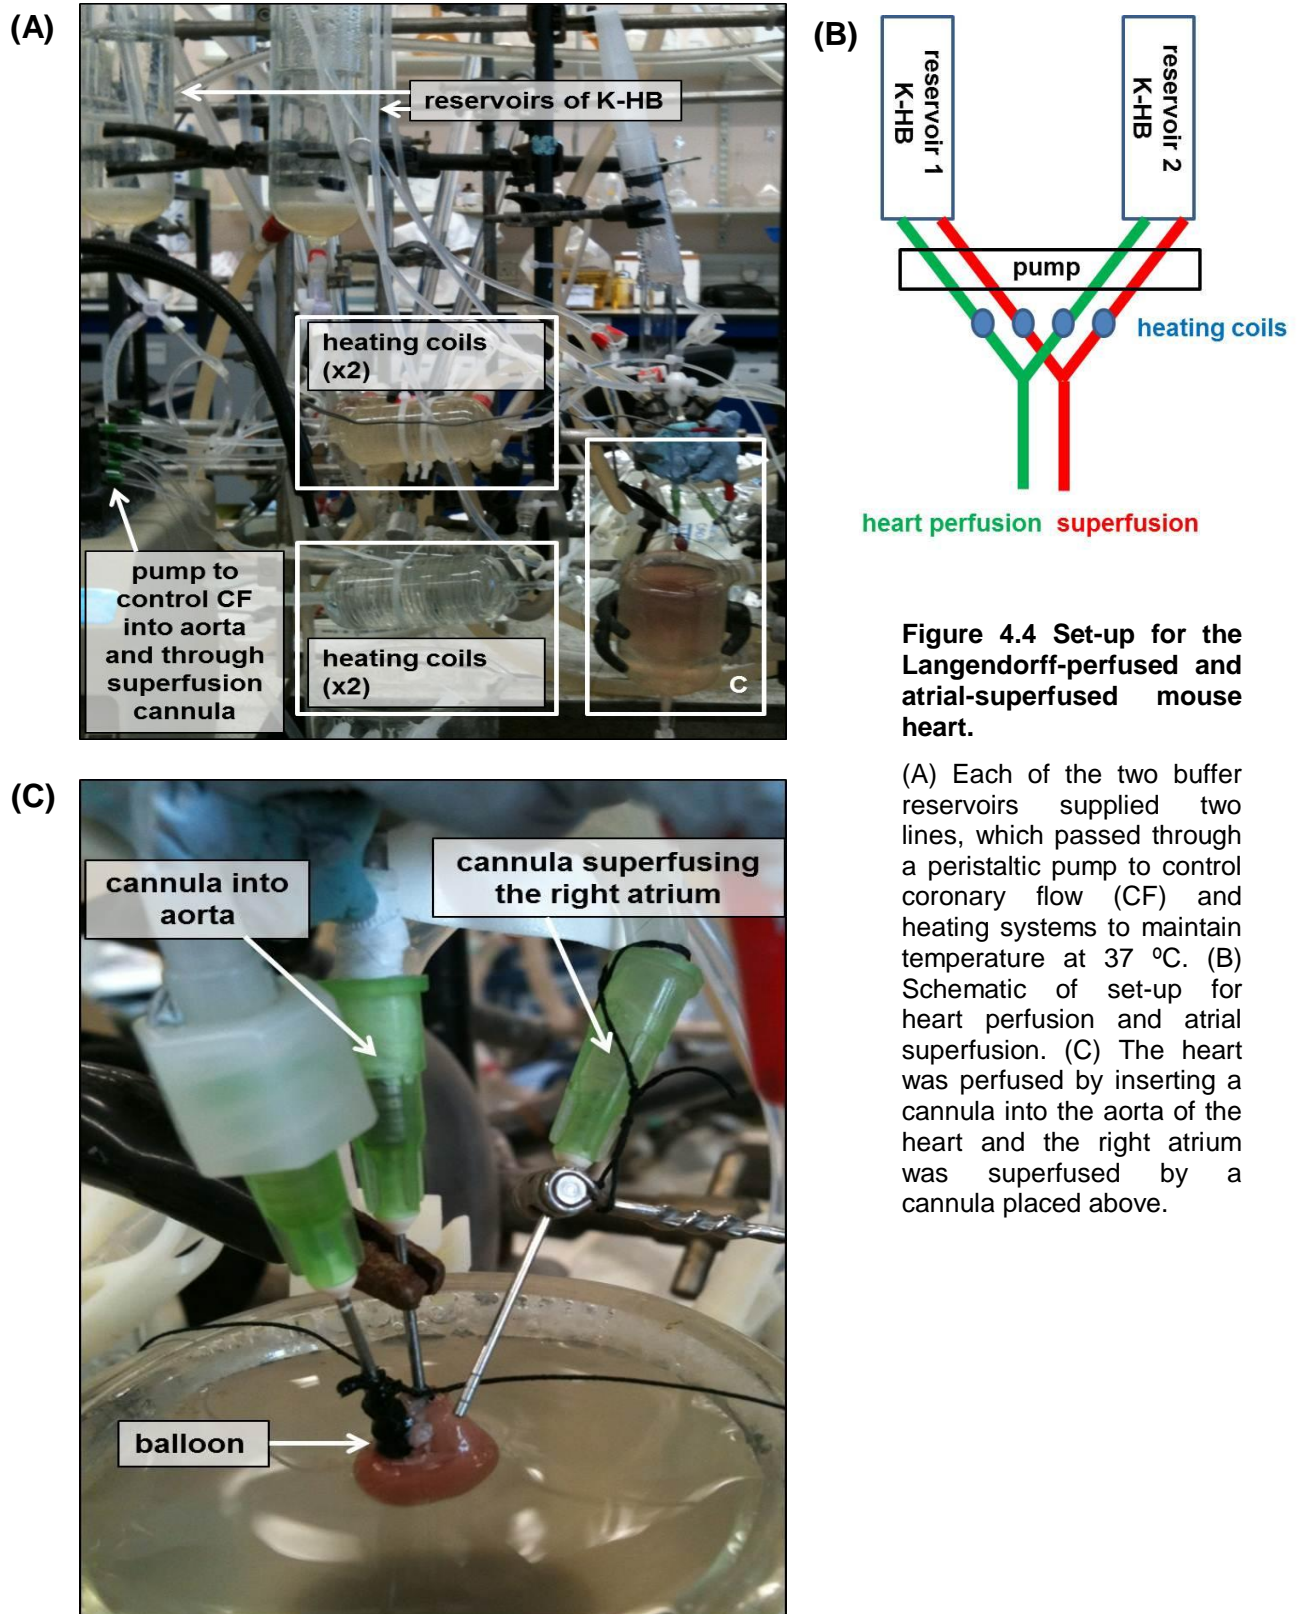 (A)
reservoirs of K-HB
heating coils
(x2)
pump to
control CF
into aorta
and through
superfusion
cannula
heating coils
(x2)
C
(B)
reservoir 1
K-HB
reservoir 2
K-HB
pump
heating coils
heart perfusion
superfusion
(C)
cannula into
aorta
cannula superfusing
the right atrium
balloon
Figure 4.4 Set-up for the
Langendorff-perfused and
atrial-superfused mouse
heart.
(A) Each of the two buffer
reservoirs supplied two
lines, which passed through
a peristaltic pump to control
coronary flow (CF) and
heating systems to maintain
temperature at 37 ºC. (B)
Schematic of set-up for
heart perfusion and atrial
superfusion. (C) The heart
was perfused by inserting a
cannula into the aorta of the
heart and the right atrium
was superfused by a
cannula placed above.